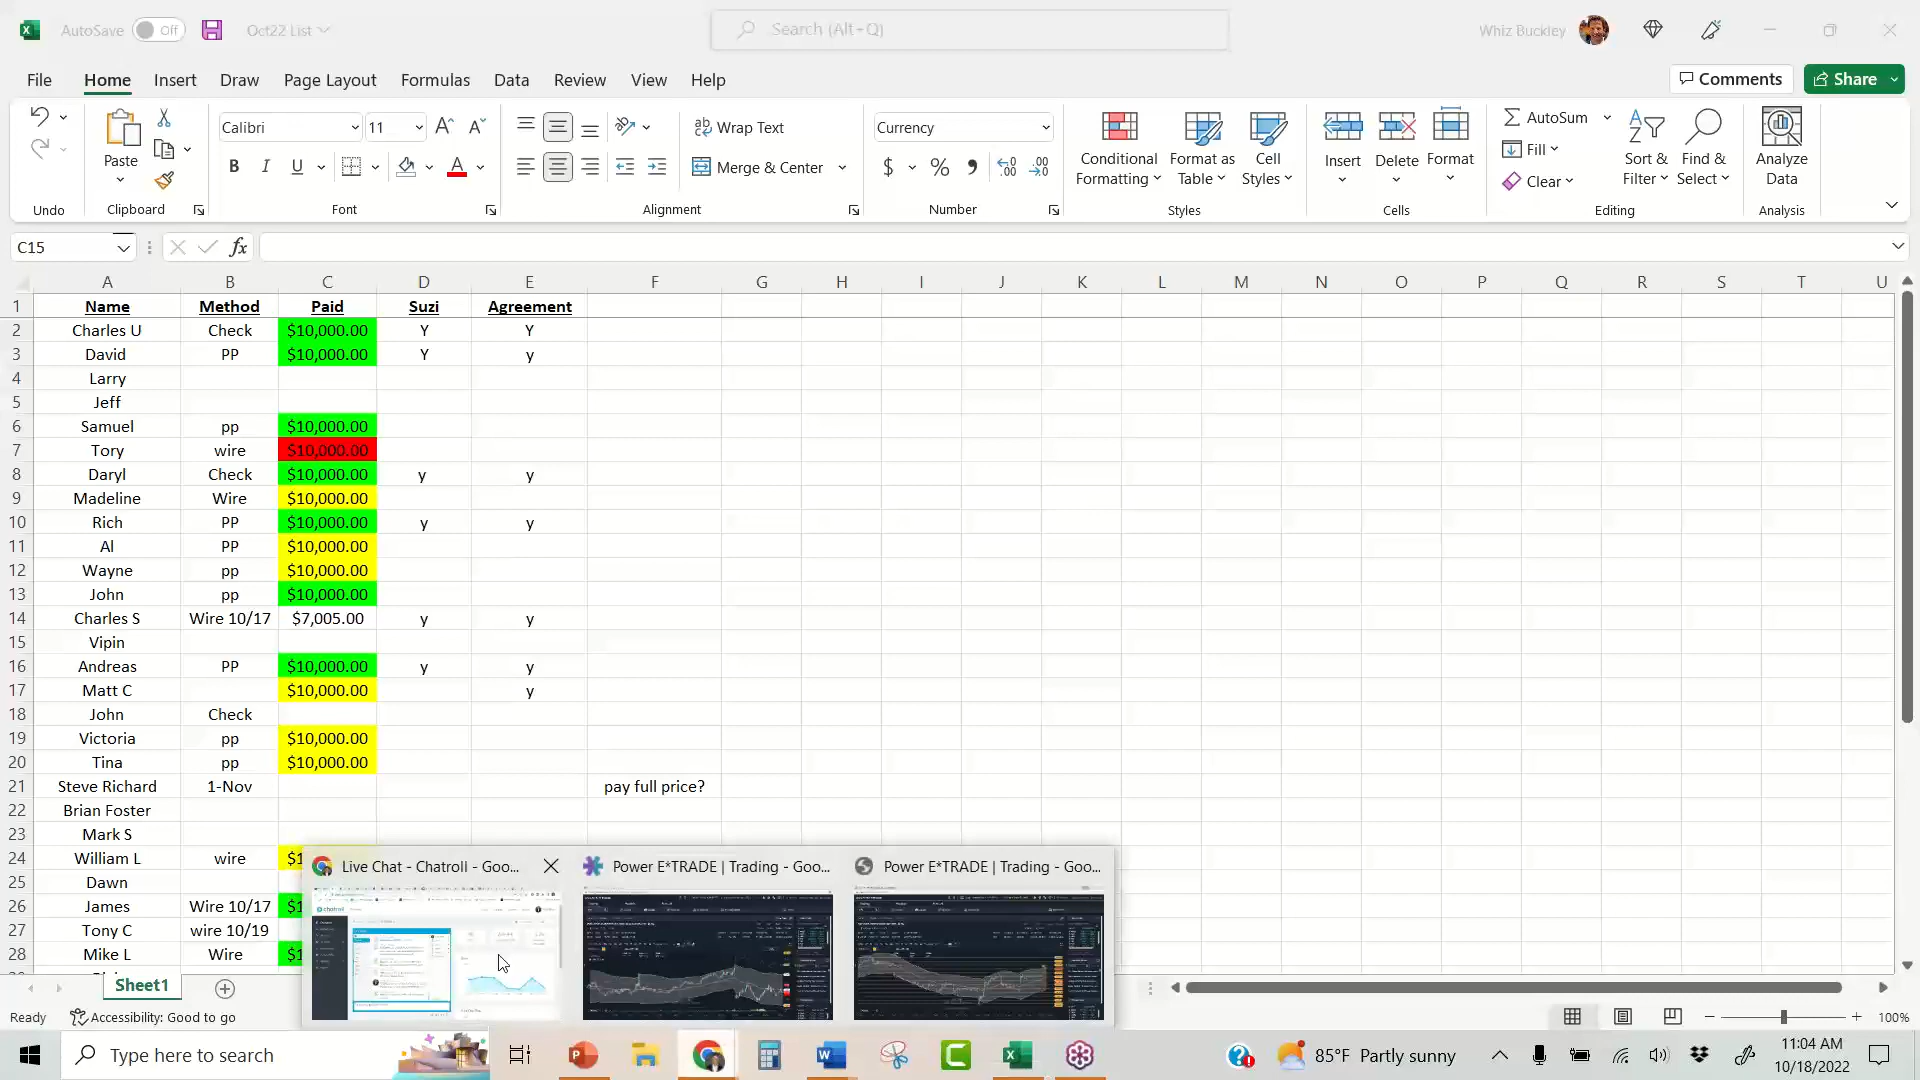 AutoSave Off Oct22 List Search (Alt+Q) Whiz Buckley
File Home Insert Draw Page Layout Formulas Data Review View Help Comments Share
Calibri 11 Wrap Text Currency AutoSum
Paste B I U Merge & Center $ % Conditional Formatting Format as Table Cell Styles Insert Delete Format Fill Clear Sort & Filter Find & Select Analyze Data
Undo Clipboard Font Alignment Number Styles Cells Editing Analysis
C15 fx
A B C D E F G H I J K L M N O P Q R S T U
1 Name Method Paid Suzi Agreement
2 Charles U Check $10,000.00 Y Y
3 David PP $10,000.00 Y y
4 Larry
5 Jeff
6 Samuel pp $10,000.00
7 Tory wire $10,000.00
8 Daryl Check $10,000.00 y y
9 Madeline Wire $10,000.00
10 Rich PP $10,000.00 y y
11 Al PP $10,000.00
12 Wayne pp $10,000.00
13 John pp $10,000.00
14 Charles S Wire 10/17 $7,005.00 y y
15 Vipin
16 Andreas PP $10,000.00 y y
17 Matt C $10,000.00 y
18 John Check
19 Victoria pp $10,000.00
20 Tina pp $10,000.00
21 Steve Richard 1-Nov pay full price?
22 Brian Foster
23 Mark S
24 William L wire $1
25 Dawn
26 James Wire 10/17 $1
27 Tony C wire 10/19
28 Mike L Wire $1
Live Chat - Chatroll - Goo... Power E*TRADE | Trading - Goo... Power E*TRADE | Trading - Goo...
chatroll
Sheet1
Ready Accessibility: Good to go 100%
Type here to search 85°F Partly sunny 11:04 AM
10/18/2022